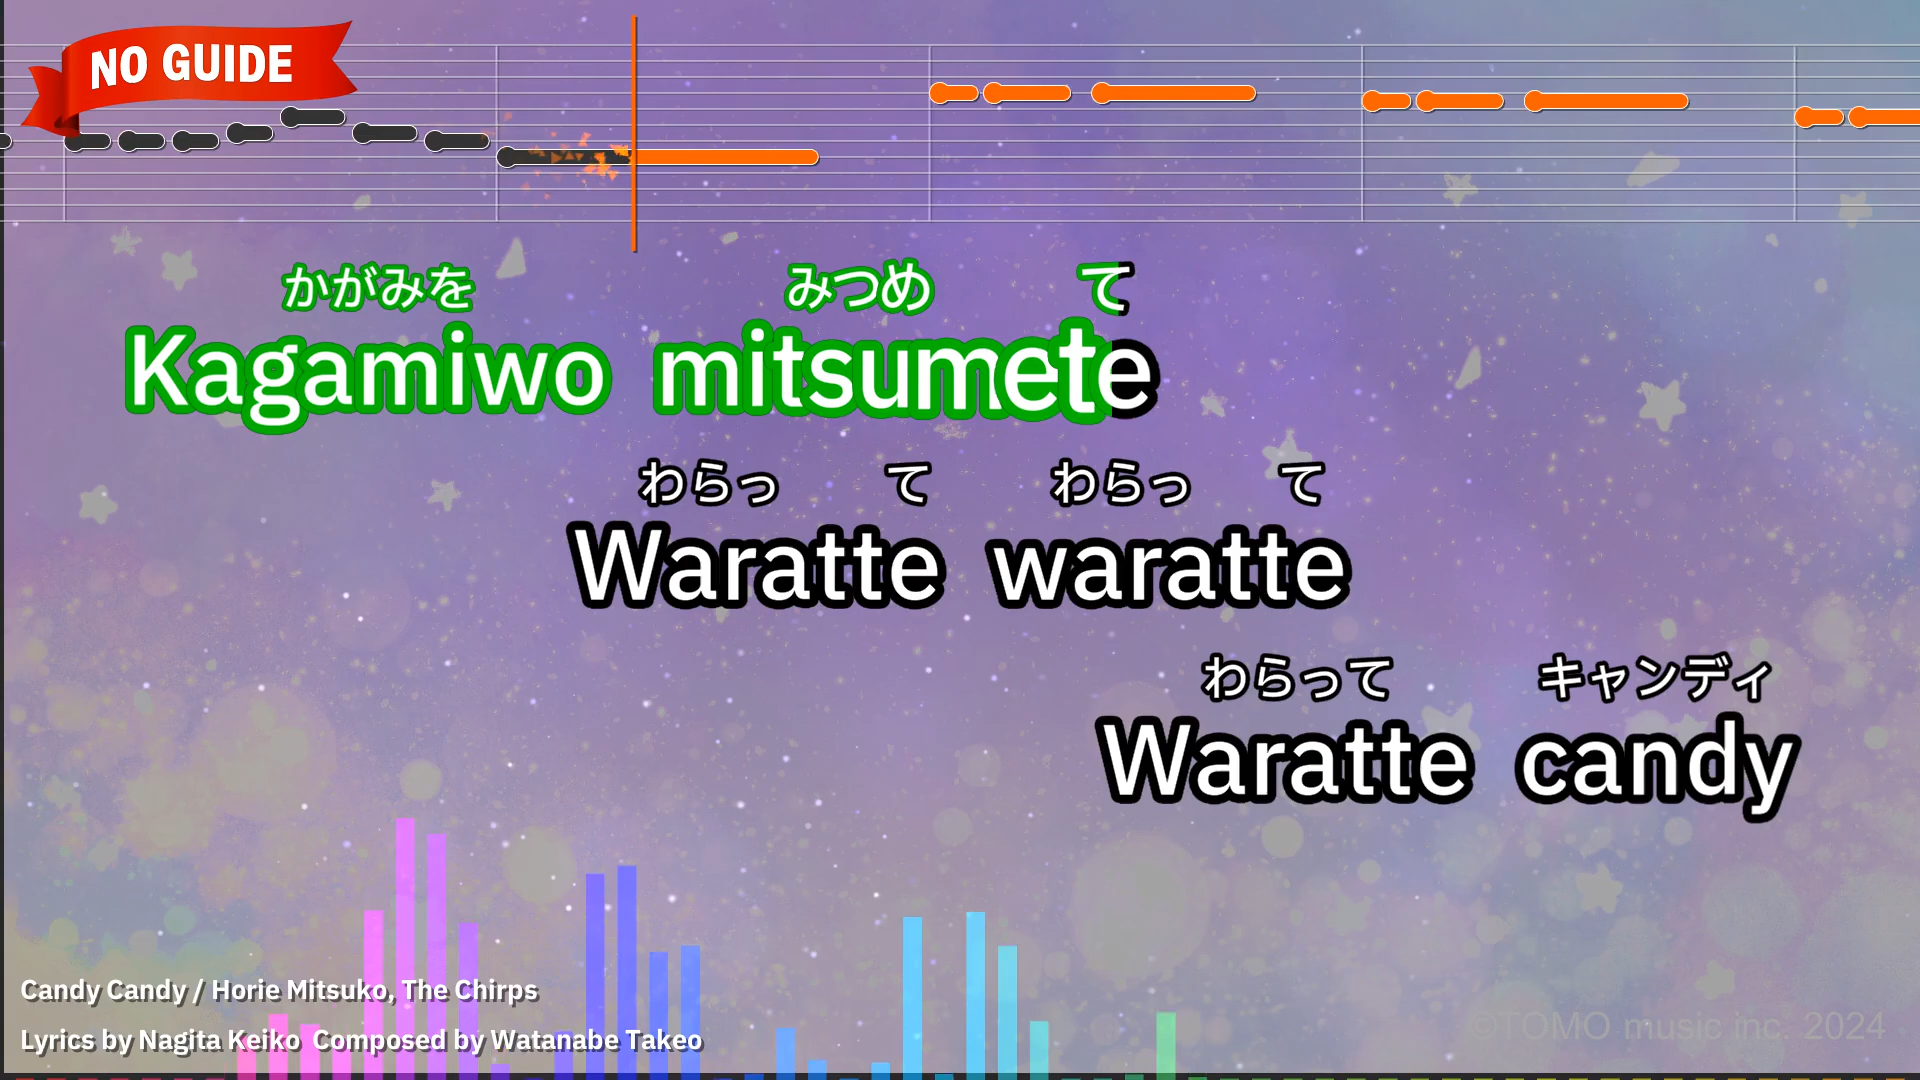 NO GUIDE
かがみを みつめ て
Kagamiwo mitsumete
わらっ て わらっ て
Waratte waratte
わらって キャンディ
Waratte candy
Candy Candy / Horie Mitsuko, The Chirps
Lyrics by Nagita Keiko Composed by Watanabe Takeo
©TOMO music inc. 2024